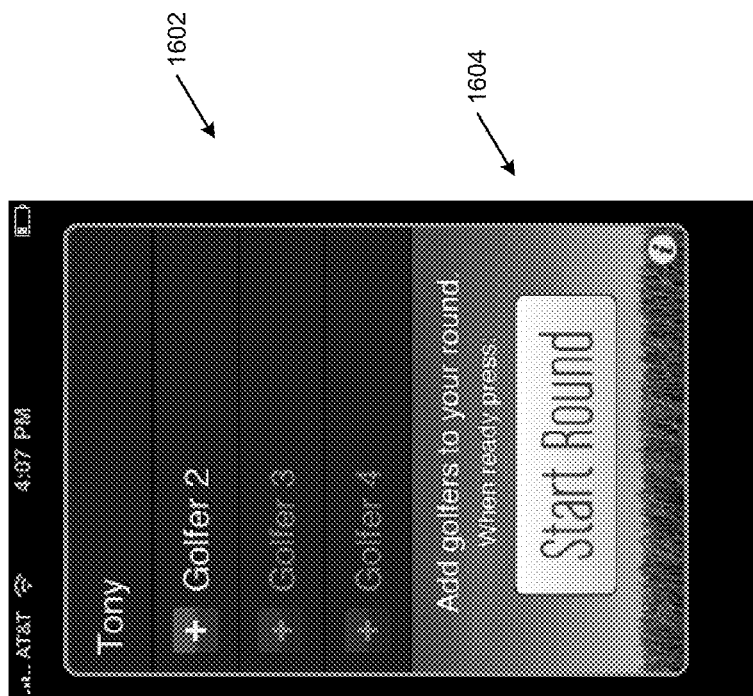 AT&T 4:07 PM
Tony
+ Golfer 2
+ Golfer 3
+ Golfer 4
Add golfers to your round.
When ready press
Start Round
i
1602
1604